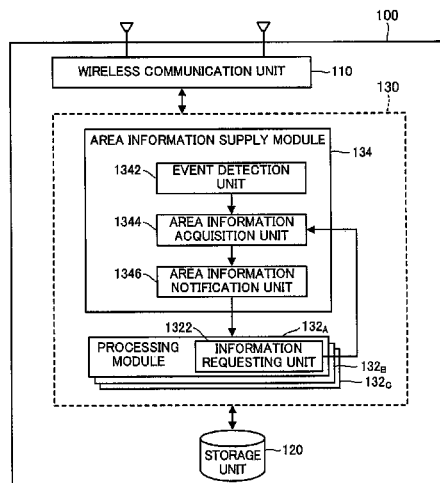 100
WIRELESS COMMUNICATION UNIT
110
130
AREA INFORMATION SUPPLY MODULE
134
1342
EVENT DETECTION
UNIT
1344
AREA INFORMATION
ACQUISITION UNIT
1346
AREA INFORMATION
NOTIFICATION UNIT
1322
132A
PROCESSING
MODULE
INFORMATION
REQUESTING UNIT
132B
132C
STORAGE
UNIT
120